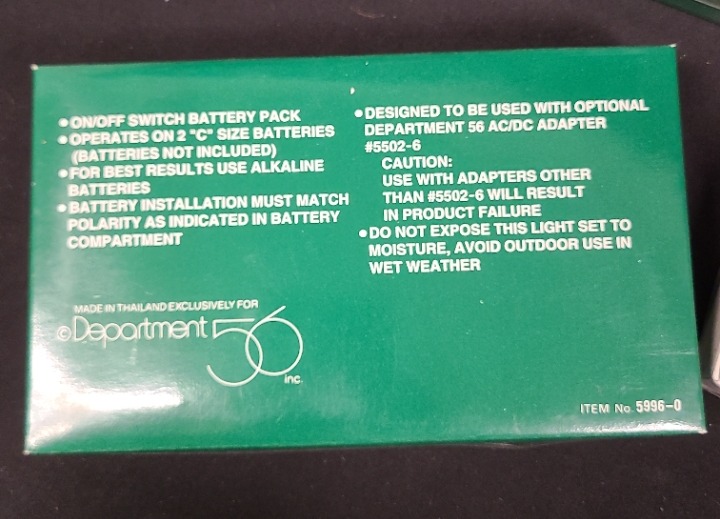 ●ON/OFF SWITCH BATTERY PACK
●OPERATES ON 2 "C" SIZE BATTERIES
(BATTERIES NOT INCLUDED)
●FOR BEST RESULTS USE ALKALINE
BATTERIES
●BATTERY INSTALLATION MUST MATCH
POLARITY AS INDICATED IN BATTERY
COMPARTMENT
●DESIGNED TO BE USED WITH OPTIONAL
DEPARTMENT 56 AC/DC ADAPTER
#5502-6
CAUTION:
USE WITH ADAPTERS OTHER
THAN #5502-6 WILL RESULT
IN PRODUCT FAILURE
●DO NOT EXPOSE THIS LIGHT SET TO
MOISTURE, AVOID OUTDOOR USE IN
WET WEATHER
MADE IN THAILAND EXCLUSIVELY FOR
©Department 56 inc.
ITEM No. 5996-0